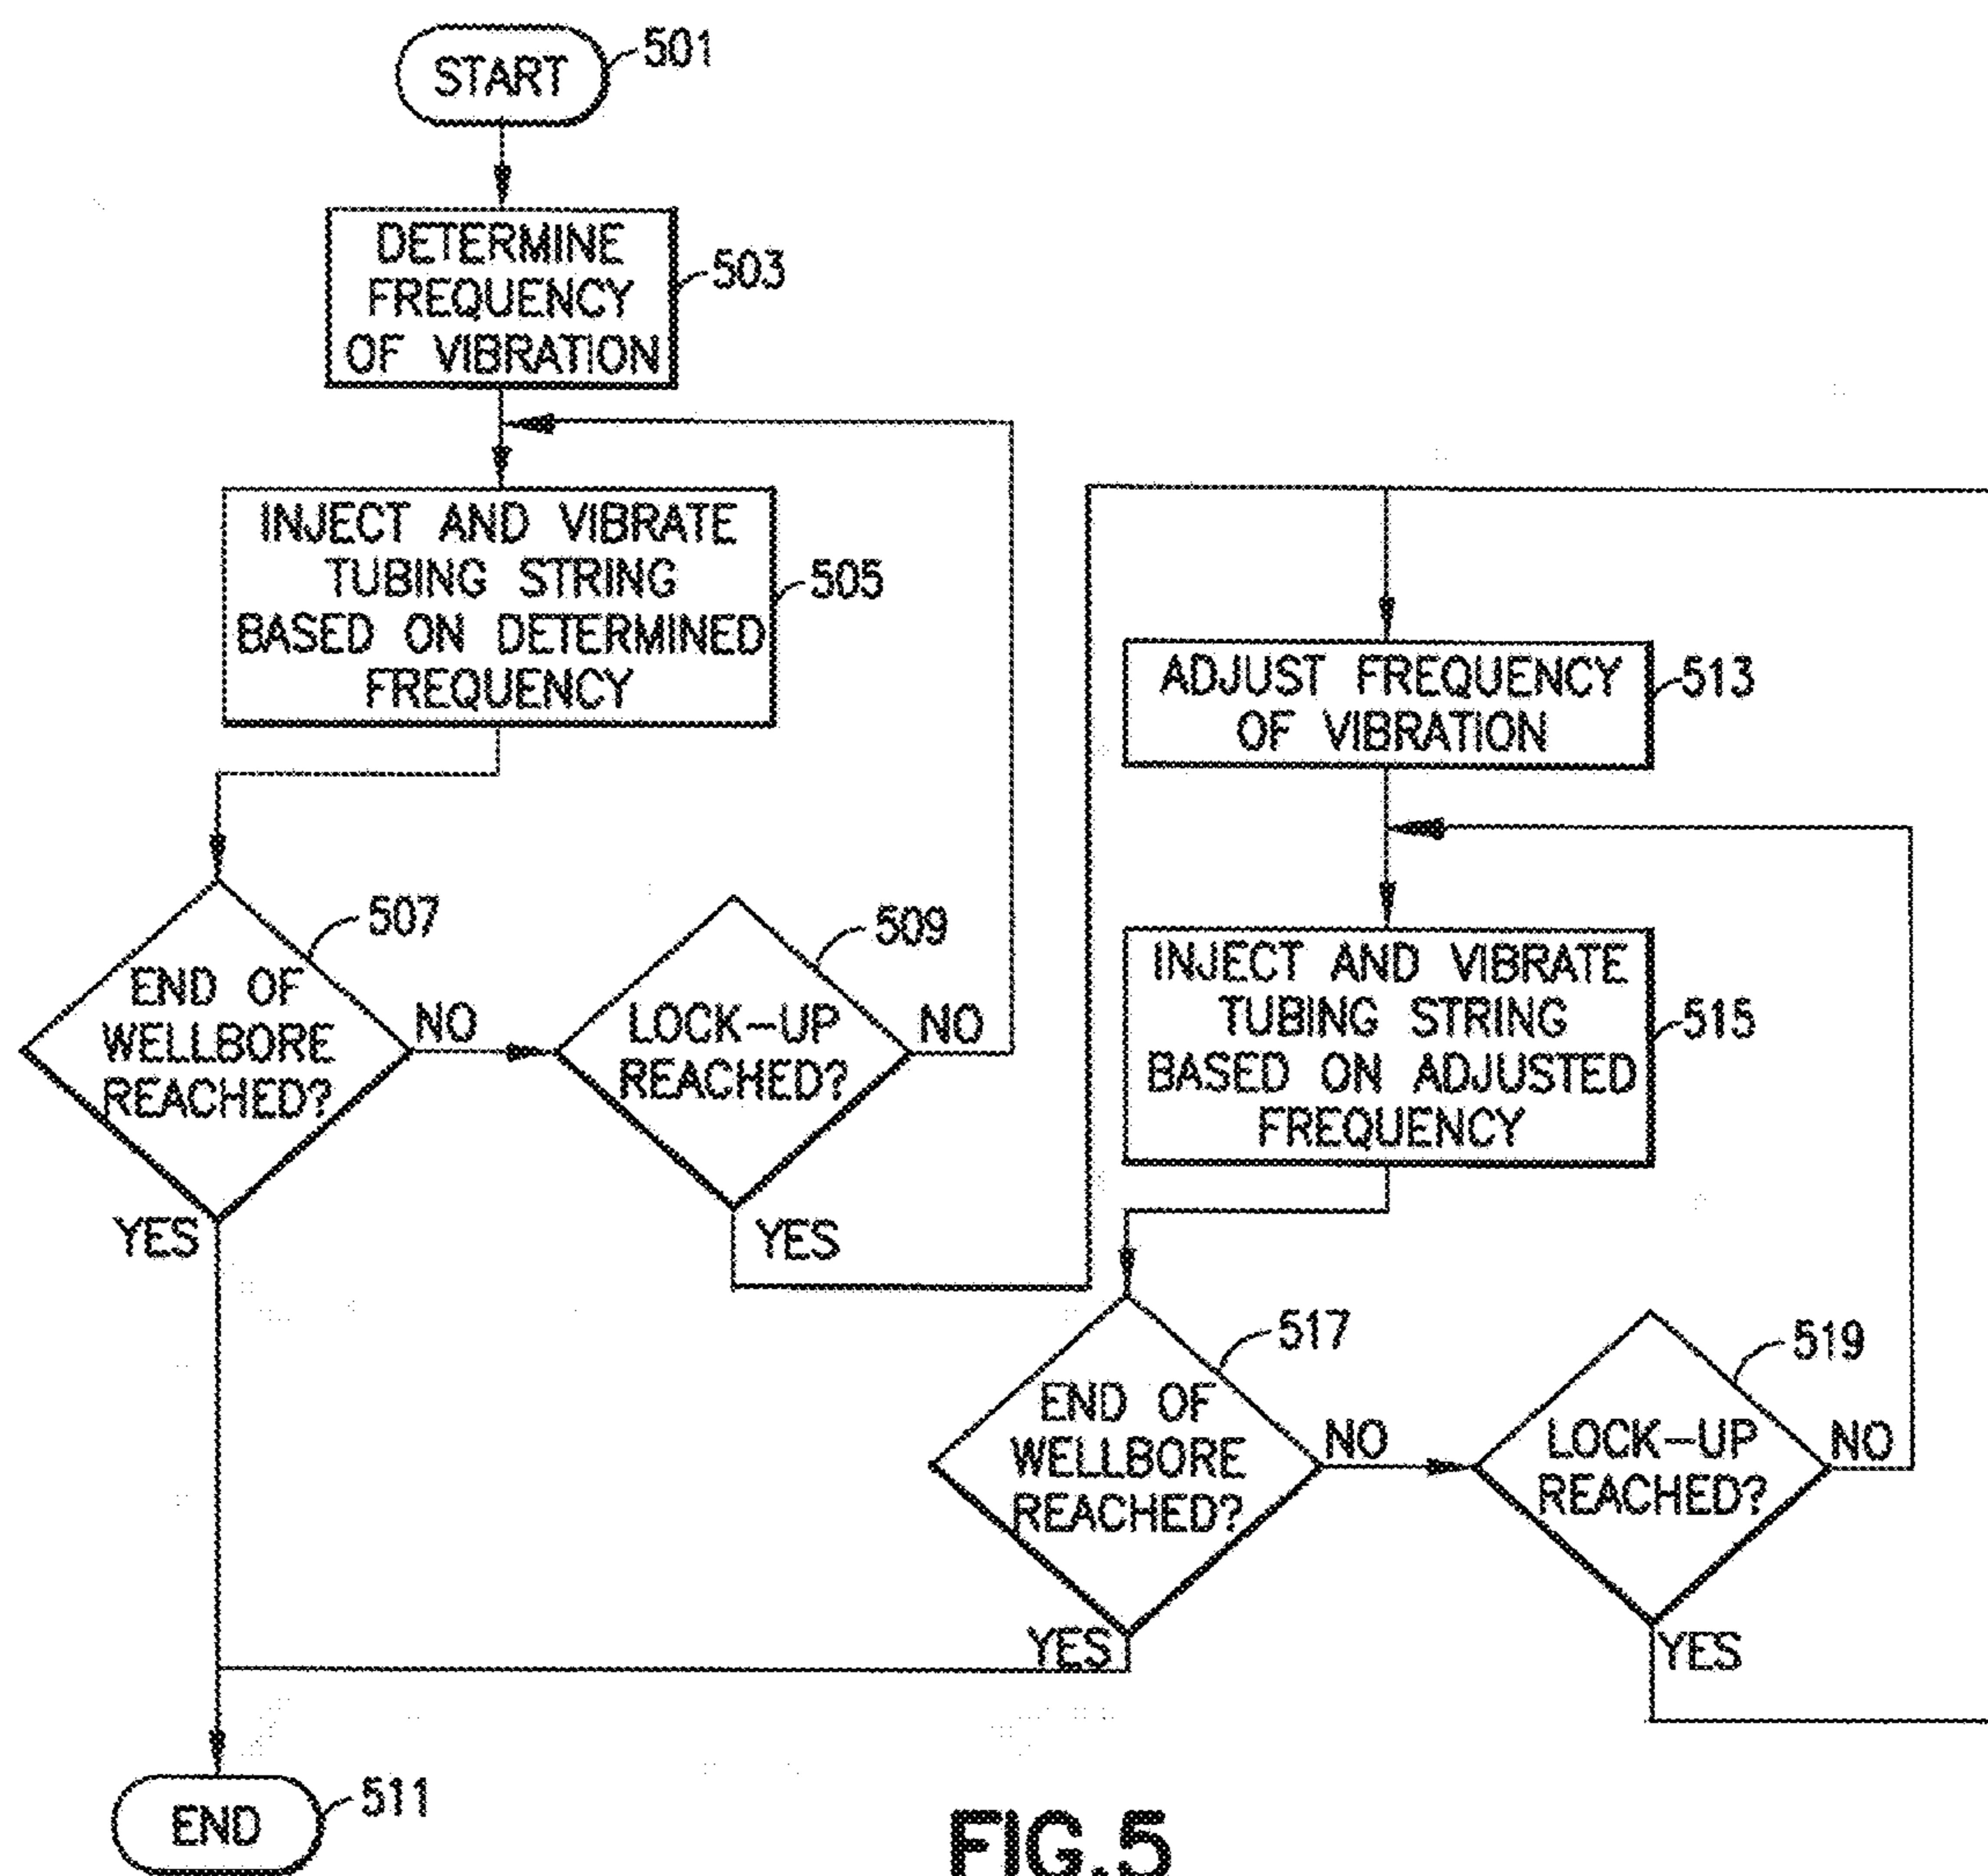 START
501
DETERMINE
FREQUENCY
OF VIBRATION
503
INJECT AND VIBRATE
TUBING STRING
BASED ON DETERMINED
FREQUENCY
505
END OF
WELLBORE
REACHED?
507
NO
YES
LOCK-UP
REACHED?
509
NO
YES
ADJUST FREQUENCY
OF VIBRATION
513
INJECT AND VIBRATE
TUBING STRING
BASED ON ADJUSTED
FREQUENCY
515
END OF
WELLBORE
REACHED?
517
NO
YES
LOCK-UP
REACHED?
519
NO
YES
END
511
FIG.5